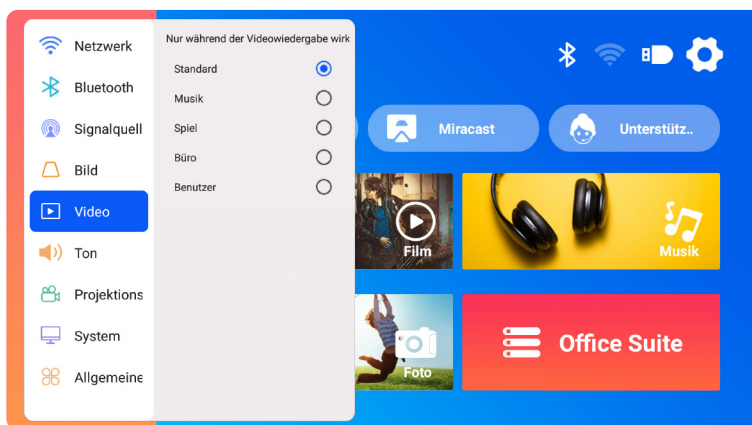 Netzwerk
Bluetooth
Signalquell
Bild
Video
Ton
Projektions
System
Allgemeine
Nur während der Videowiedergabe wirk
Standard
Musik
Spiel
Büro
Benutzer
Miracast
Unterstütz..
Film
Musik
Foto
Office Suite